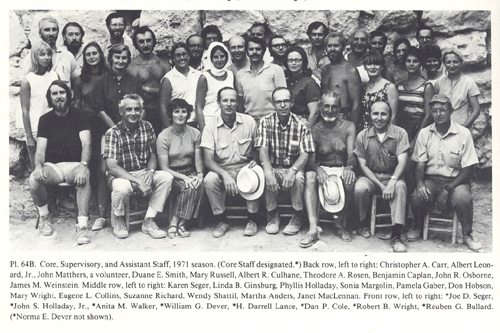 Pl. 64B. Core, Supervisory, and Assistant Staff, 1971 season. (Core Staff designated.*) Back row, left to right: Christopher A. Carr, Albert Leon-
ard, Jr., John Matthers, a volunteer, Duane E. Smith, Mary Russell, Albert R. Culhane, Theodore A. Rosen, Benjamin Caplan, John R. Osborne,
James M. Weinstein. Middle row, left to right: Karen Seger, Linda B. Ginsburg, Phyllis Holladay, Sonia Margolin, Pamela Gaber, Don Hobson,
Mary Wright, Eugene L. Collins, Suzanne Richard, Wendy Shattil, Martha Anders, Janet MacLennan. Front row, left to right: *Joe D. Seger,
*John S. Holladay, Jr., *Anita M. Walker, *William G. Dever, *H. Darrell Lance, *Dan P. Cole, *Robert B. Wright, *Reuben G. Bullard.
(*Norma E. Dever not shown).